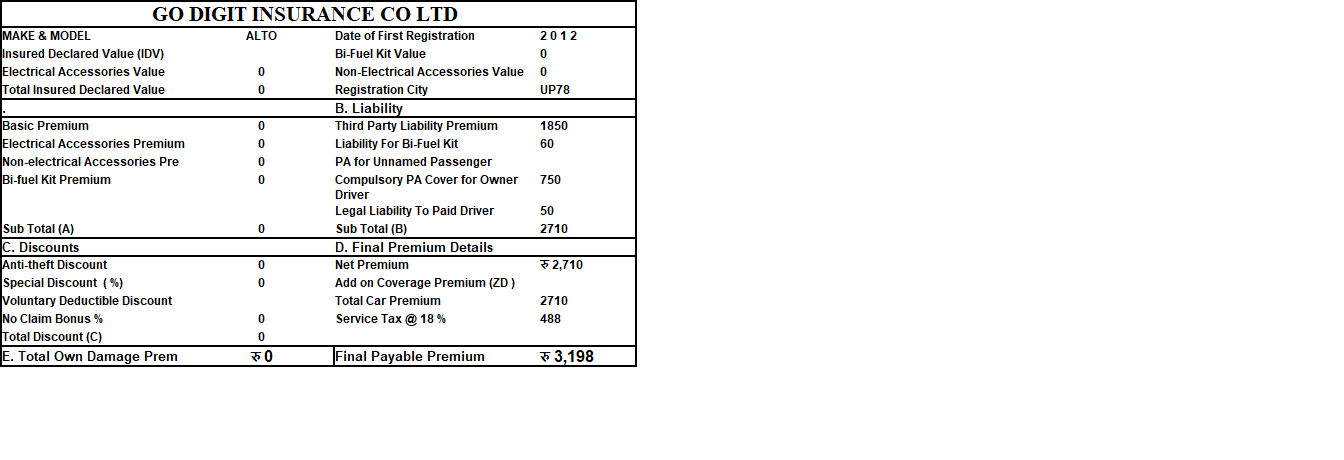 GO DIGIT INSURANCE CO LTD
MAKE & MODEL ALTO Date of First Registration 2 0 1 2
Insured Declared Value (IDV) Bi-Fuel Kit Value 0
Electrical Accessories Value 0 Non-Electrical Accessories Value 0
Total Insured Declared Value 0 Registration City UP78
. B. Liability
Basic Premium 0 Third Party Liability Premium 1850
Electrical Accessories Premium 0 Liability For Bi-Fuel Kit 60
Non-electrical Accessories Pre 0 PA for Unnamed Passenger
Bi-fuel Kit Premium 0 Compulsory PA Cover for Owner 750
Driver
Legal Liability To Paid Driver 50
Sub Total (A) 0 Sub Total (B) 2710
C. Discounts D. Final Premium Details
Anti-theft Discount 0 Net Premium रु 2,710
Special Discount ( %) 0 Add on Coverage Premium (ZD )
Voluntary Deductible Discount Total Car Premium 2710
No Claim Bonus % 0 Service Tax @ 18 % 488
Total Discount (C) 0
E. Total Own Damage Prem रु 0 Final Payable Premium रु 3,198